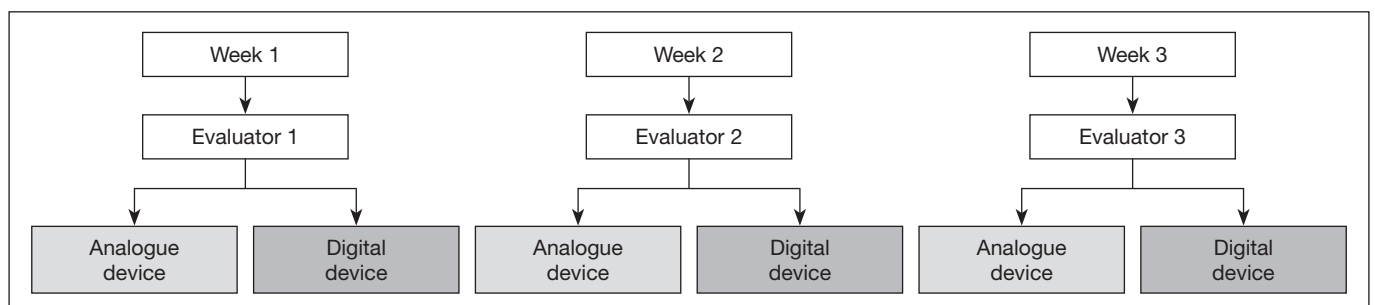 Week 1
Week 2
Week 3
Evaluator 1
Evaluator 2
Evaluator 3
Analogue
device
Digital
device
Analogue
device
Digital
device
Analogue
device
Digital
device